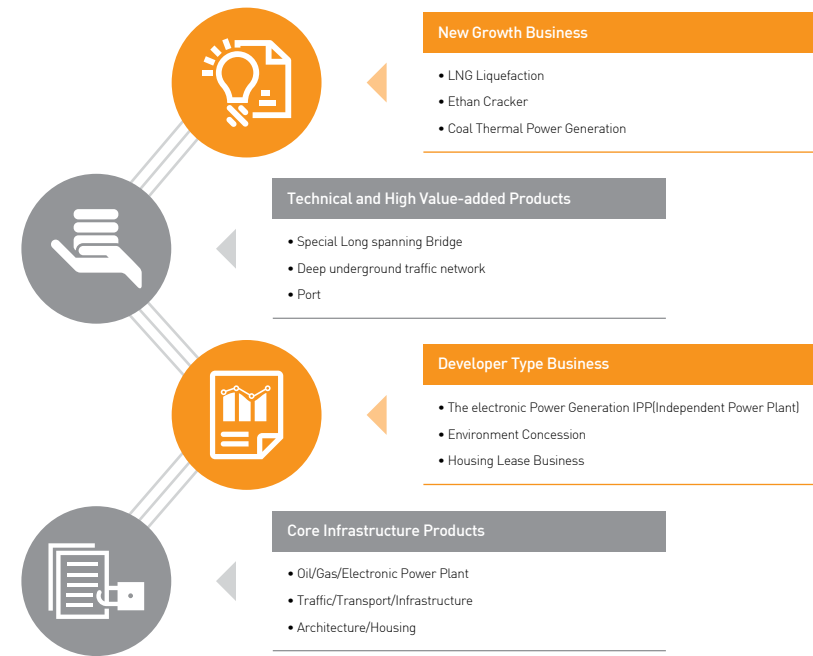 New Growth Business
• LNG Liquefaction
• Ethan Cracker
• Coal Thermal Power Generation
Technical and High Value-added Products
• Special Long spanning Bridge
• Deep underground traffic network
• Port
Developer Type Business
• The electronic Power Generation IPP(Independent Power Plant)
• Environment Concession
• Housing Lease Business
Core Infrastructure Products
• Oil/Gas/Electronic Power Plant
• Traffic/Transport/Infrastructure
• Architecture/Housing